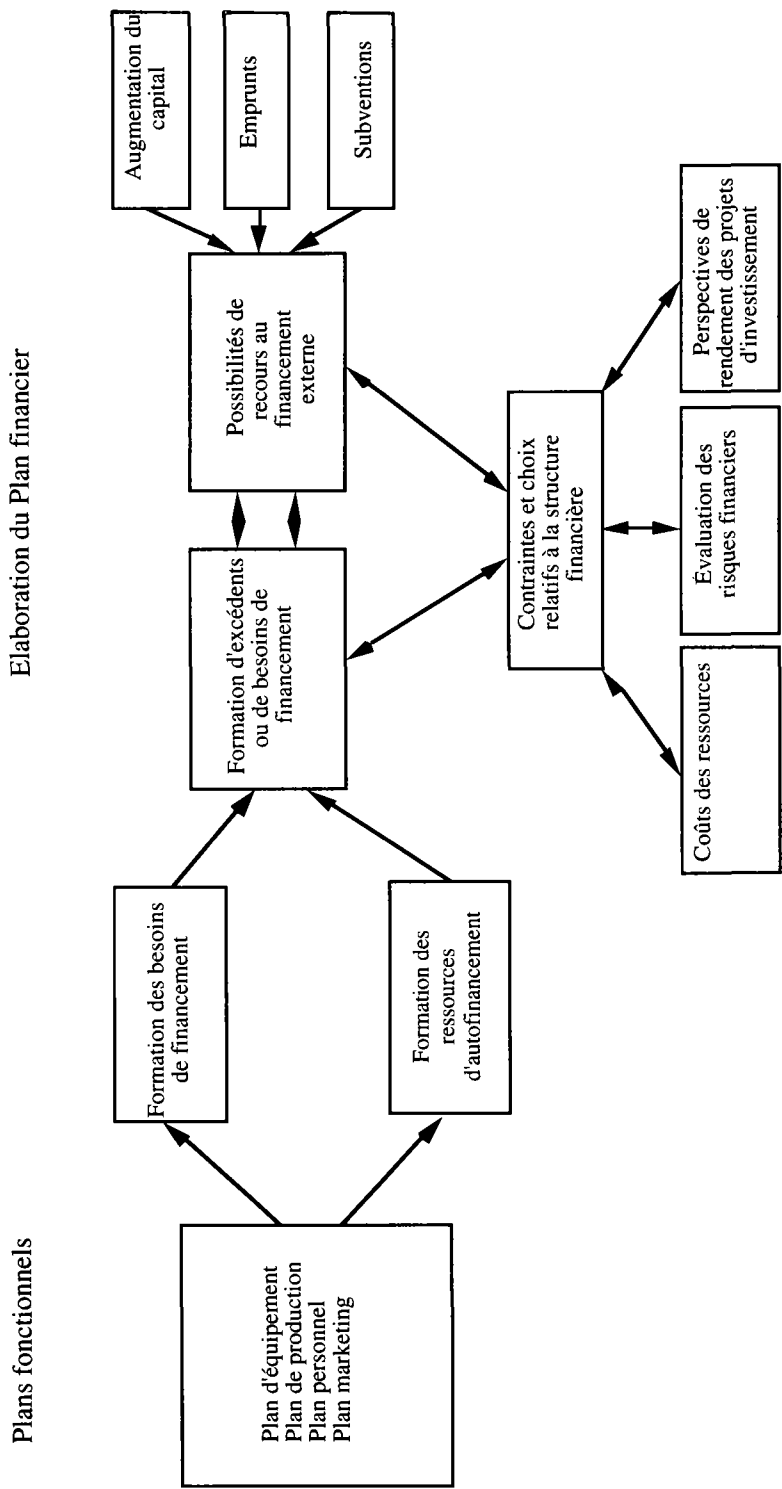 Plans fonctionnels
Elaboration du Plan financier
Plan d'équipement
Plan de production
Plan personnel
Plan marketing
Formation des besoins
de financement
Formation des
ressources
d'autofinancement
Formation d'excédents
ou de besoins de
financement
Possibilités de
recours au
financement
externe
Augmentation du
capital
Emprunts
Subventions
Contraintes et choix
relatifs à la structure
financière
Coûts des ressources
Évaluation des
risques financiers
Perspectives de
rendement des projets
d'investissement